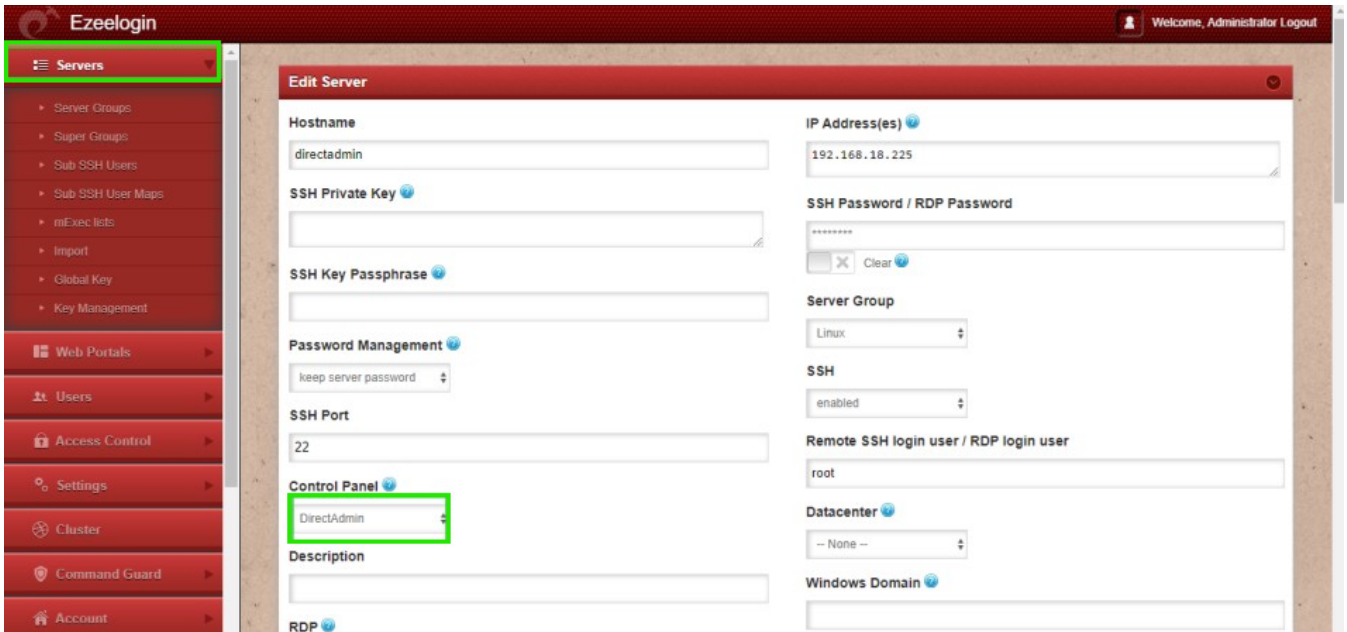 Ezeelogin
Welcome, Administrator Logout
Servers
Server Groups
Super Groups
Sub SSH Users
Sub SSH User Maps
mExec lists
Import
Global Key
Key Management
Web Portals
Users
Access Control
Settings
Cluster
Command Guard
Account
Edit Server
Hostname
directadmin
SSH Private Key
SSH Key Passphrase
Password Management
keep server password
SSH Port
22
Control Panel
DirectAdmin
Description
RDP
IP Address(es)
192.168.18.225
SSH Password / RDP Password
********
Clear
Server Group
Linux
SSH
enabled
Remote SSH login user / RDP login user
root
Datacenter
-- None --
Windows Domain